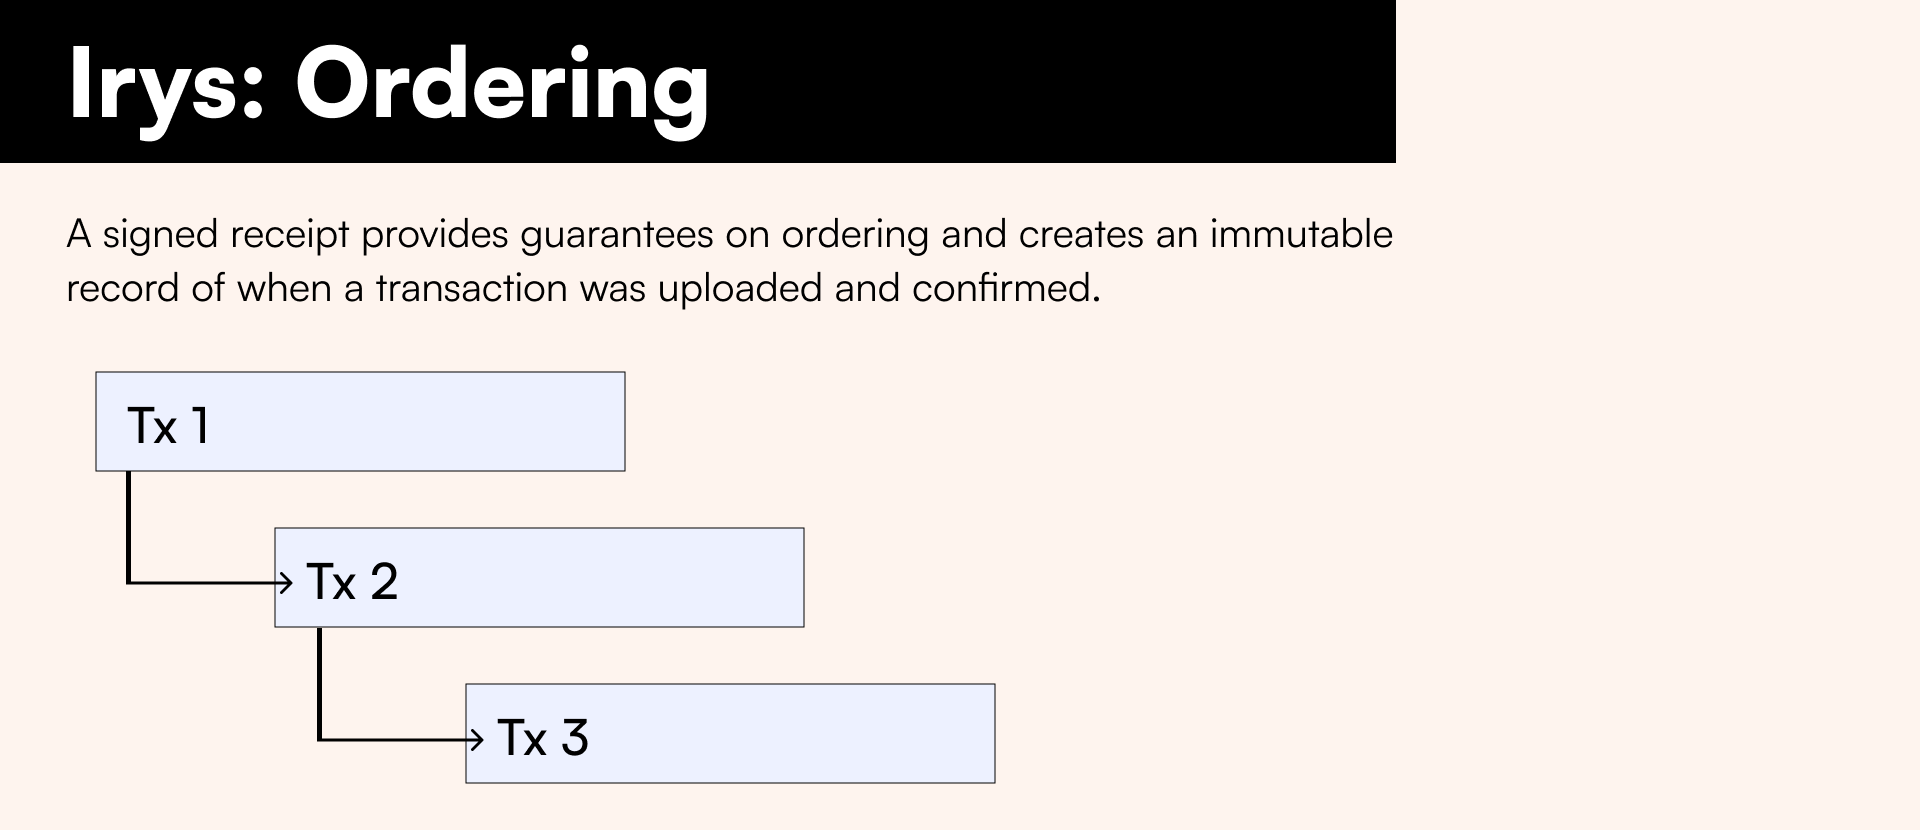 Irys: Ordering
A signed receipt provides guarantees on ordering and creates an immutable
record of when a transaction was uploaded and confirmed.
Tx 1
Tx 2
Tx 3